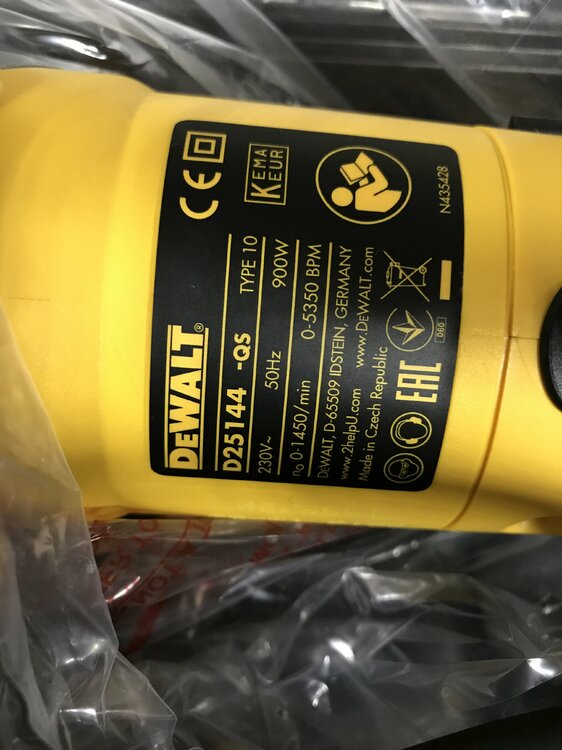 DEWALT®
D25144 -QS TYPE 10
230V~ 50Hz 900W
n₀ 0-1450/min 0-5350 BPM
DEWALT, D-65509 IDSTEIN, GERMANY
www.2helpU.com www.DEWALT.com
Made in Czech Republic
CE
KEMA
KEUR
EAC
060
N435428